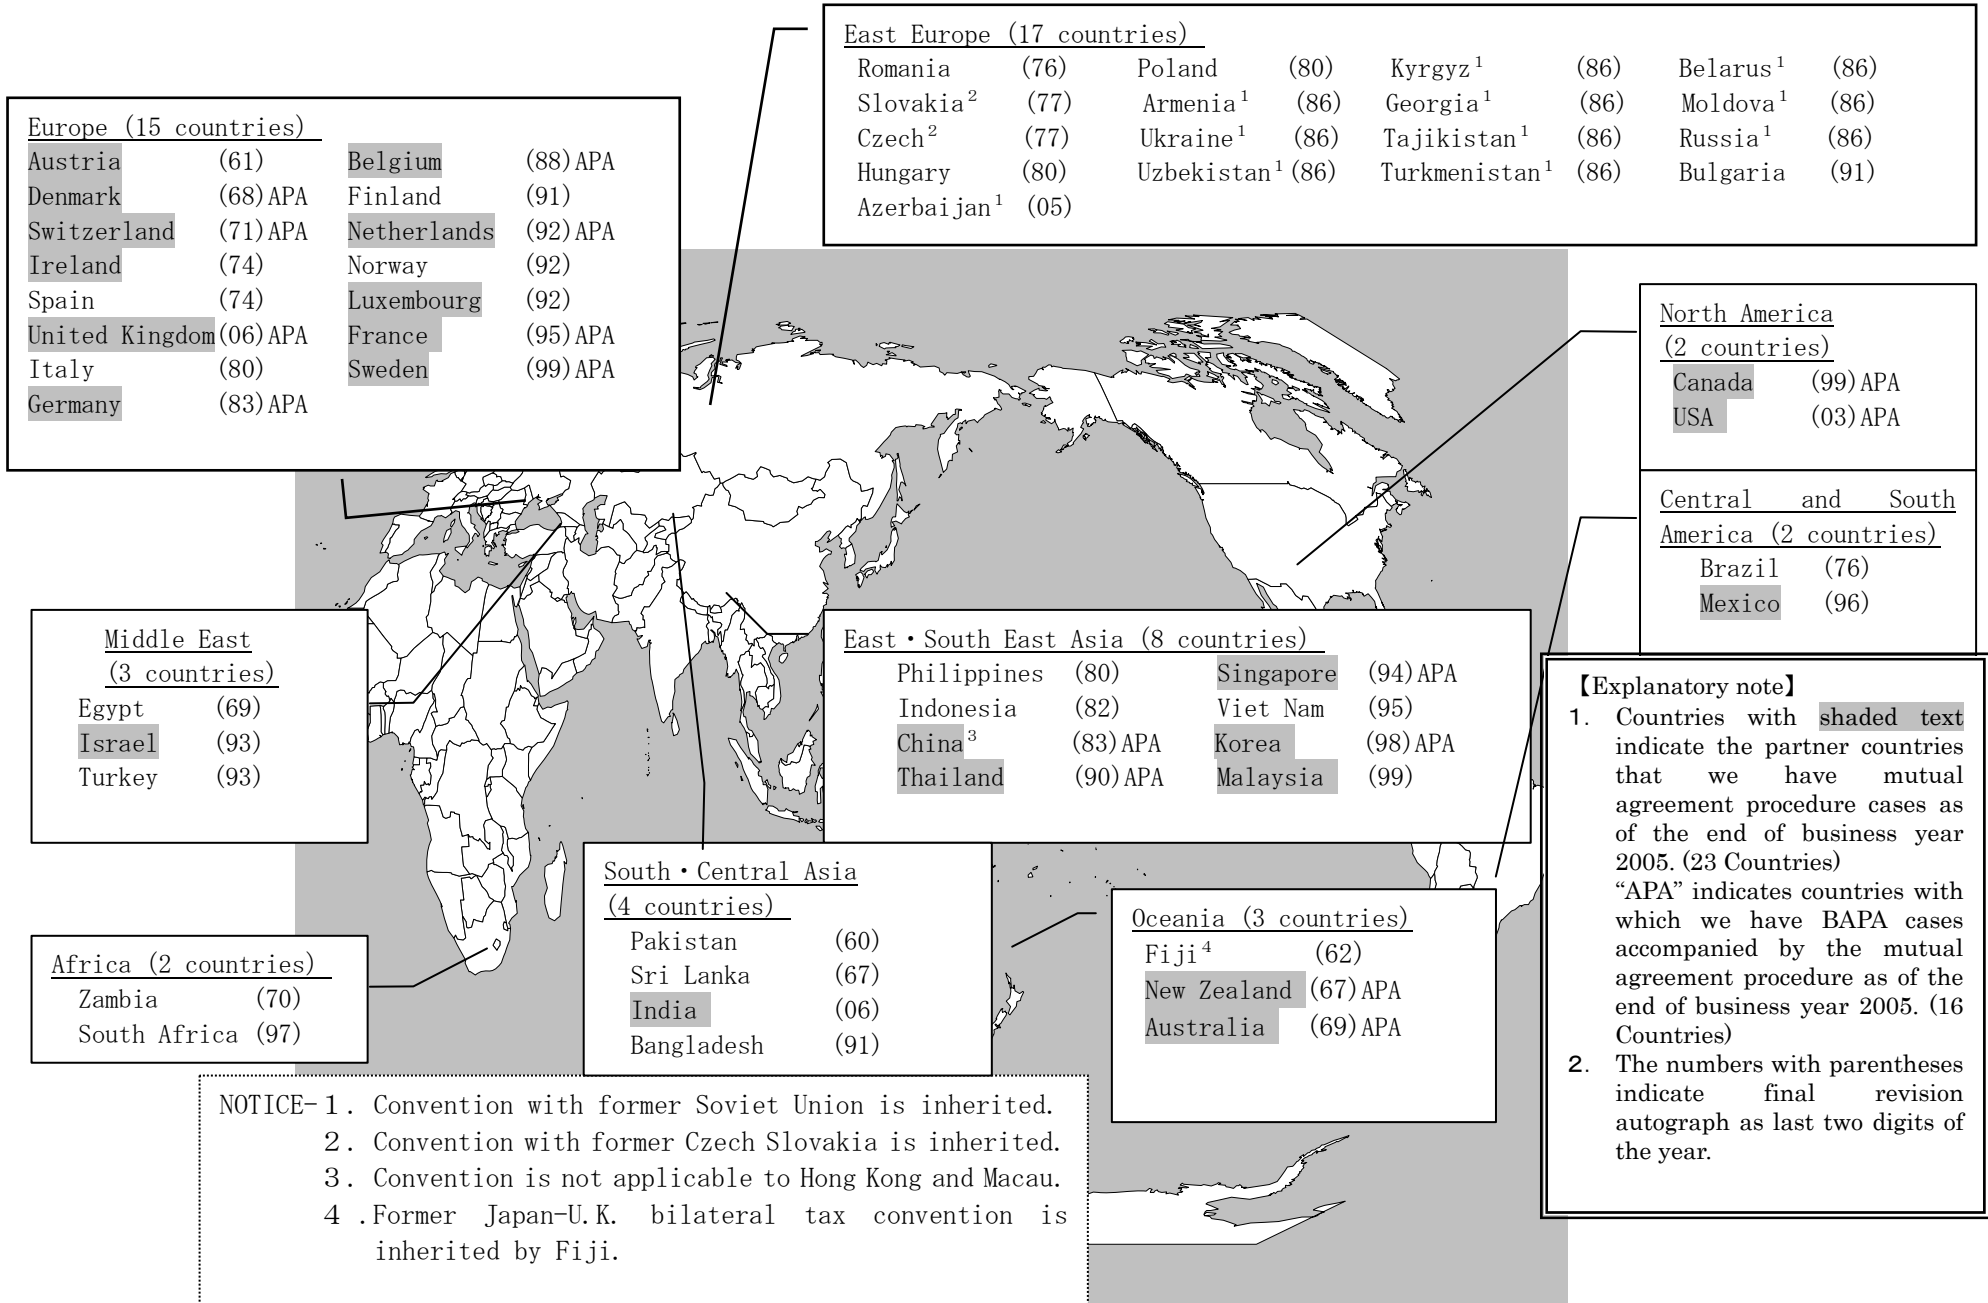 East Europe (17 countries)
Romania (76) Poland (80) Kyrgyz¹ (86) Belarus¹ (86)
Slovakia² (77) Armenia¹ (86) Georgia¹ (86) Moldova¹ (86)
Czech² (77) Ukraine¹ (86) Tajikistan¹ (86) Russia¹ (86)
Hungary (80) Uzbekistan¹ (86) Turkmenistan¹ (86) Bulgaria (91)
Azerbaijan¹ (05)
Europe (15 countries)
Austria (61) Belgium (88)APA
Denmark (68)APA Finland (91)
Switzerland (71)APA Netherlands (92)APA
Ireland (74) Norway (92)
Spain (74) Luxembourg (92)
United Kingdom (06)APA France (95)APA
Italy (80) Sweden (99)APA
Germany (83)APA
North America
(2 countries)
Canada (99)APA
USA (03)APA
Central and South
America (2 countries)
Brazil (76)
Mexico (96)
Middle East
(3 countries)
Egypt (69)
Israel (93)
Turkey (93)
East・South East Asia (8 countries)
Philippines (80) Singapore (94)APA
Indonesia (82) Viet Nam (95)
China³ (83)APA Korea (98)APA
Thailand (90)APA Malaysia (99)
South・Central Asia
(4 countries)
Pakistan (60)
Sri Lanka (67)
India (06)
Bangladesh (91)
Oceania (3 countries)
Fiji⁴ (62)
New Zealand (67)APA
Australia (69)APA
Africa (2 countries)
Zambia (70)
South Africa (97)
【Explanatory note】
1. Countries with shaded text
indicate the partner countries
that we have mutual
agreement procedure cases as
of the end of business year
2005. (23 Countries)
“APA” indicates countries with
which we have BAPA cases
accompanied by the mutual
agreement procedure as of the
end of business year 2005. (16
Countries)
2. The numbers with parentheses
indicate final revision
autograph as last two digits of
the year.
NOTICE-１. Convention with former Soviet Union is inherited.
２. Convention with former Czech Slovakia is inherited.
３. Convention is not applicable to Hong Kong and Macau.
４.Former Japan-U.K. bilateral tax convention is
inherited by Fiji.